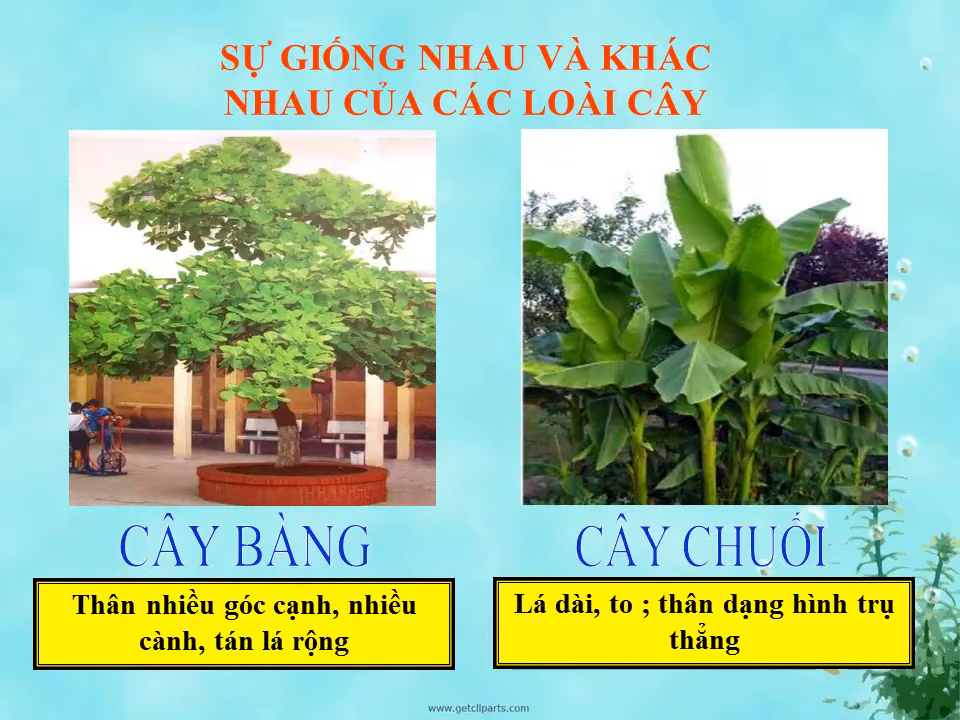 SỰ GIỐNG NHAU VÀ KHÁC
NHAU CỦA CÁC LOÀI CÂY
CÂY BÀNG
CÂY CHUỐI
Thân nhiều góc cạnh, nhiều
cành, tán lá rộng
Lá dài, to ; thân dạng hình trụ
thẳng
www.getcliparts.com